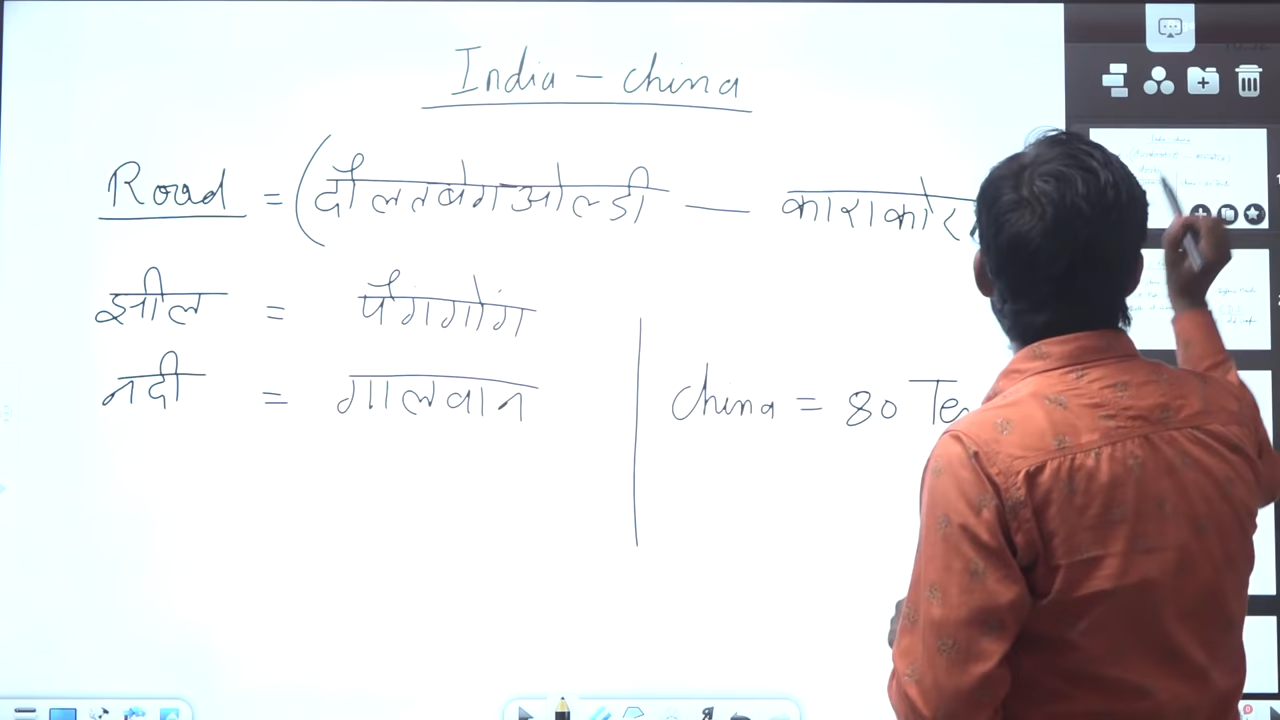 India - China
Road = (दौलतबेगओल्डी — काराकोर
झील = पैंगगोंग
नदी = गालवान
China = 80 Te